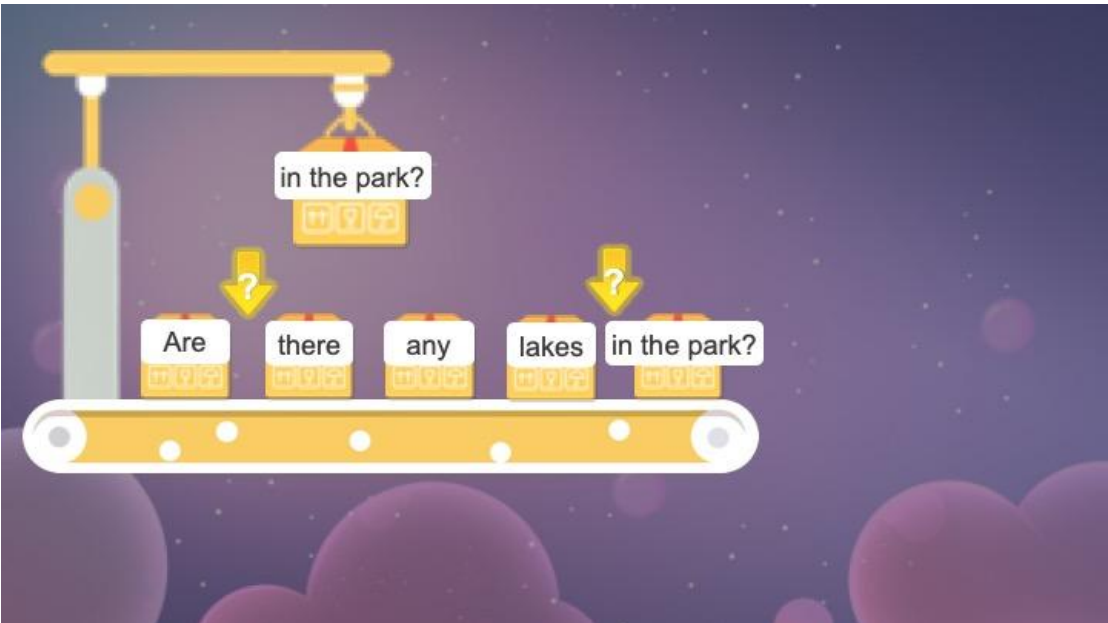 in the park?
? ?
Are there any lakes in the park?